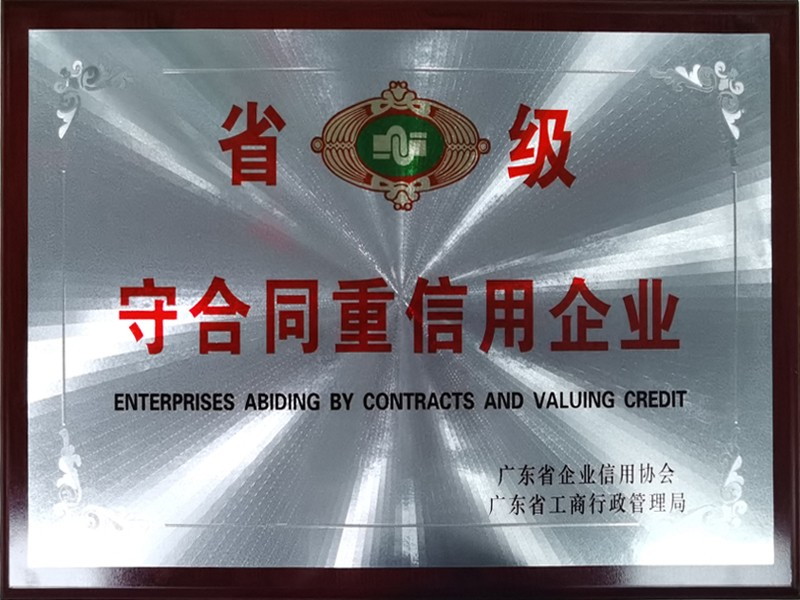 省 级
守合同重信用企业
ENTERPRISES ABIDING BY CONTRACTS AND VALUING CREDIT
广东省企业信用协会
广东省工商行政管理局